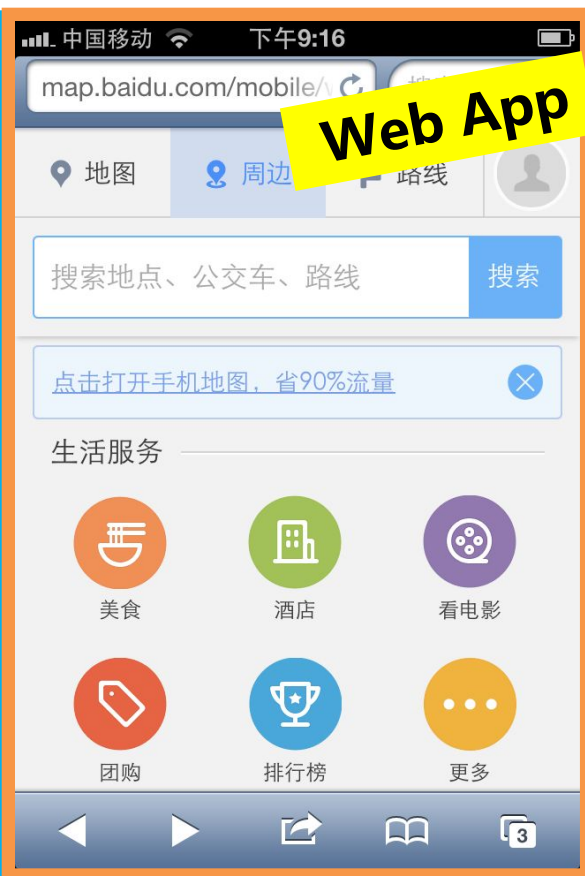 中国移动 下午9:16
map.baidu.com/mobile/
Web App
地图 周边 路线
搜索地点、公交车、路线 搜索
点击打开手机地图，省90%流量
生活服务
美食 酒店 看电影
团购 排行榜 更多
3